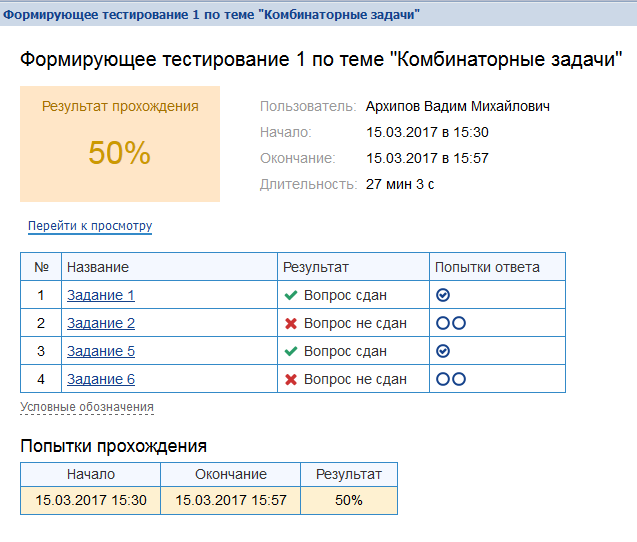 Формирующее тестирование 1 по теме "Комбинаторные задачи"
Формирующее тестирование 1 по теме "Комбинаторные задачи"
Результат прохождения
50%
Пользователь: Архипов Вадим Михайлович
Начало: 15.03.2017 в 15:30
Окончание: 15.03.2017 в 15:57
Длительность: 27 мин 3 с
Перейти к просмотру
№ Название Результат Попытки ответа
1 Задание 1 Вопрос сдан
2 Задание 2 Вопрос не сдан
3 Задание 5 Вопрос сдан
4 Задание 6 Вопрос не сдан
Условные обозначения
Попытки прохождения
Начало Окончание Результат
15.03.2017 15:30 15.03.2017 15:57 50%